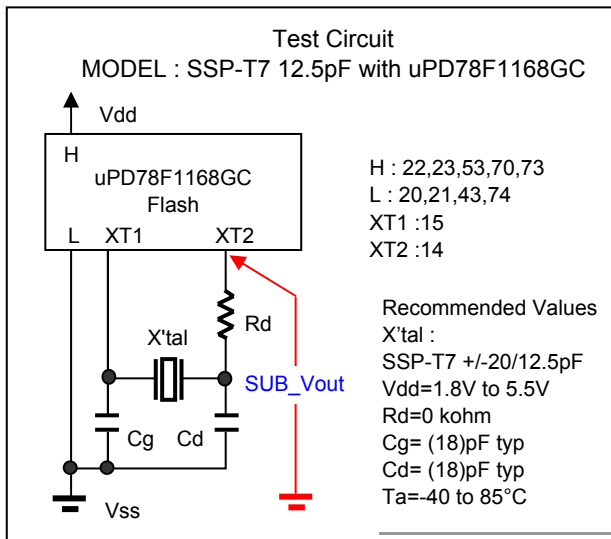 Test Circuit
MODEL : SSP-T7 12.5pF with uPD78F1168GC
Vdd
H
uPD78F1168GC
Flash
L XT1 XT2
H : 22,23,53,70,73
L : 20,21,43,74
XT1 :15
XT2 :14
Rd
X'tal
SUB_Vout
Cg
Cd
Vss
Recommended Values
X’tal :
SSP-T7 +/-20/12.5pF
Vdd=1.8V to 5.5V
Rd=0 kohm
Cg= (18)pF typ
Cd= (18)pF typ
Ta=-40 to 85°C